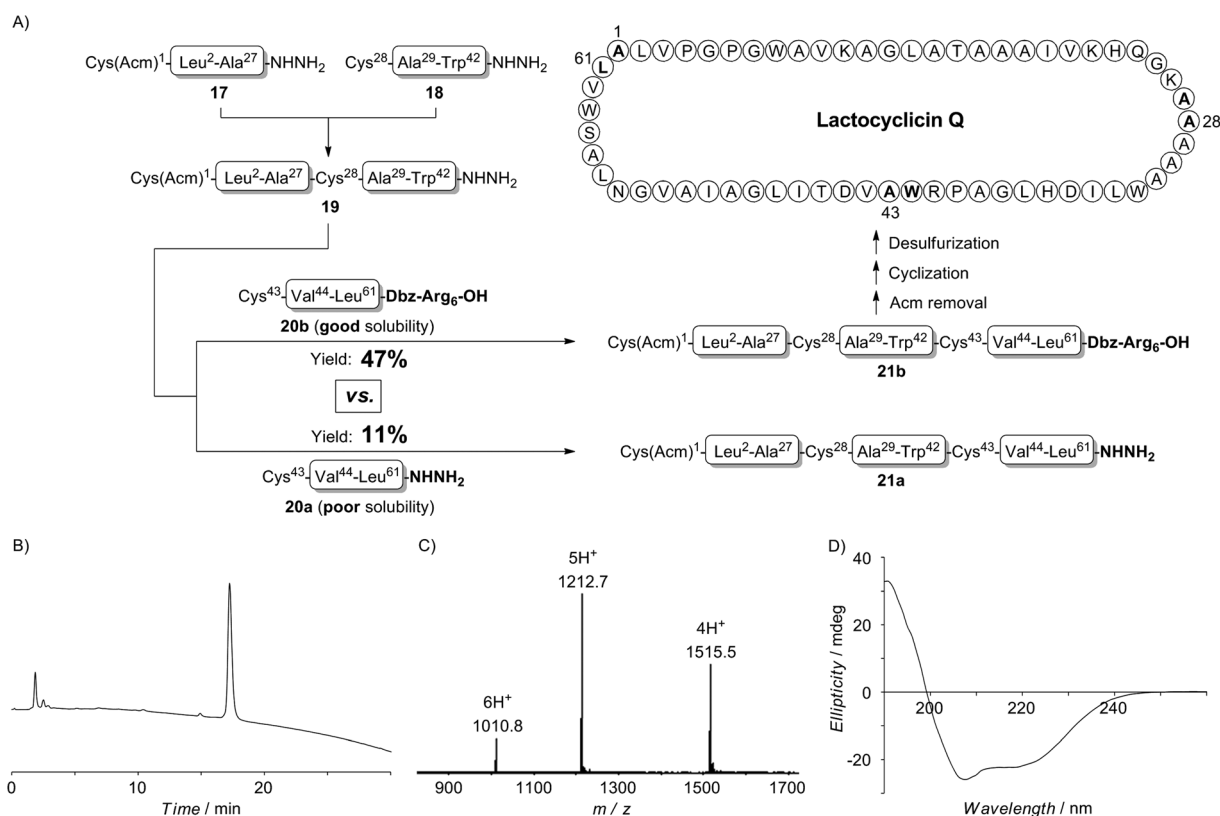 A)
Cys(Acm)¹-Leu²-Ala²⁷-NHNH₂
17
Cys²⁸-Ala²⁹-Trp⁴²-NHNH₂
18
Cys(Acm)¹-Leu²-Ala²⁷-Cys²⁸-Ala²⁹-Trp⁴²-NHNH₂
19
1
ALVPGPGWAVKAGLATAAAIVKHQ
GKAA
28
AAA
61
L
V
W
S
A
L
Lactocyclicin Q
NGVAIAGLITDVAWRPAGLHDILW
43
Desulfurization
Cyclization
Acm removal
Cys⁴³-Val⁴⁴-Leu⁶¹-Dbz-Arg₆-OH
20b (good solubility)
Yield: 47%
vs.
Yield: 11%
Cys⁴³-Val⁴⁴-Leu⁶¹-NHNH₂
20a (poor solubility)
Cys(Acm)¹-Leu²-Ala²⁷-Cys²⁸-Ala²⁹-Trp⁴²-Cys⁴³-Val⁴⁴-Leu⁶¹-Dbz-Arg₆-OH
21b
Cys(Acm)¹-Leu²-Ala²⁷-Cys²⁸-Ala²⁹-Trp⁴²-Cys⁴³-Val⁴⁴-Leu⁶¹-NHNH₂
21a
B)
0 10 20
Time / min
C)
6H⁺
1010.8
5H⁺
1212.7
4H⁺
1515.5
900 1100 1300 1500 1700
m / z
D)
Ellipticity / mdeg
40
20
0
-20
200 220 240
Wavelength / nm